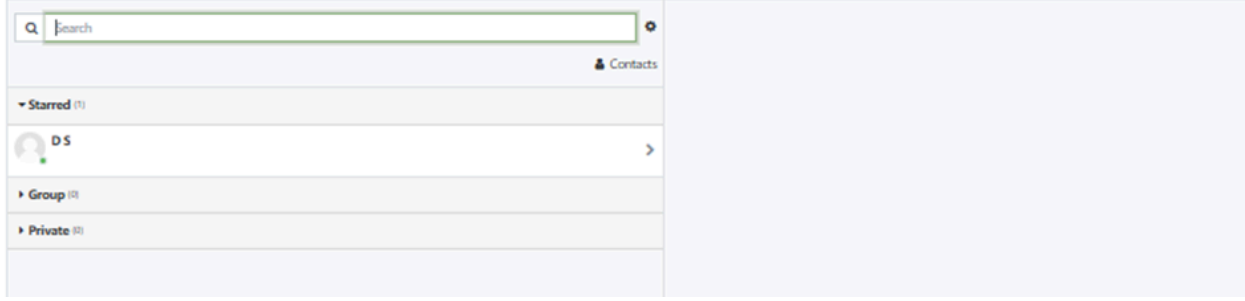 Search
Contacts
Starred (1)
D S
Group (0)
Private (0)